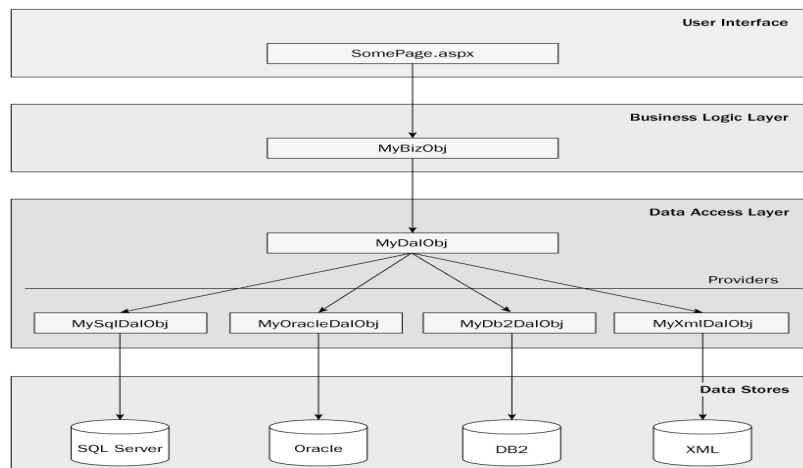 User Interface
SomePage.aspx
Business Logic Layer
MyBizObj
Data Access Layer
MyDalObj
Providers
MySqlDalObj
MyOracleDalObj
MyDb2DalObj
MyXmlDalObj
Data Stores
SQL Server
Oracle
DB2
XML